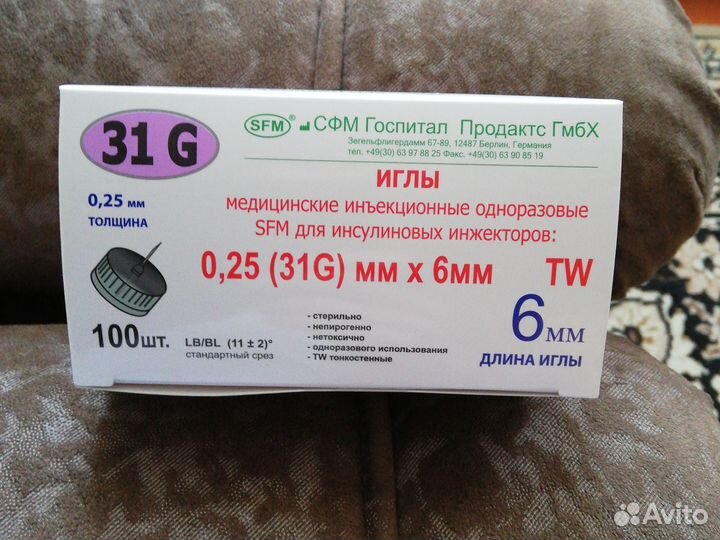 31 G
SFM® СФМ Госпитал Продактс ГмбХ
Зегельфлигердамм 67-89, 12487 Берлин, Германия
тел. +49(30) 63 97 88 25 Факс. +49(30) 63 90 85 19
ИГЛЫ
медицинские инъекционные одноразовые
SFM для инсулиновых инжекторов:
0,25 мм
ТОЛЩИНА
0,25 (31G) мм x 6мм TW
100шт.
LB/BL (11 ± 2)°
стандартный срез
- стерильно
- непирогенно
- нетоксично
- одноразового использования
- TW тонкостенные
6мм
ДЛИНА ИГЛЫ
Avito